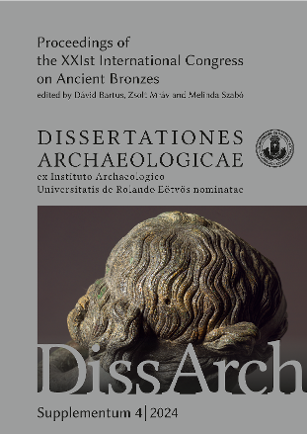 Proceedings of
the XXIst International Congress
on Ancient Bronzes
edited by Dávid Bartus, Zsolt Mráv and Melinda Szabó
DISSERTATIONES
ARCHAEOLOGICAE
ex Instituto Archaeologico
Universitatis de Rolando Eötvös nominatae
DissArch
Supplementum 4|2024